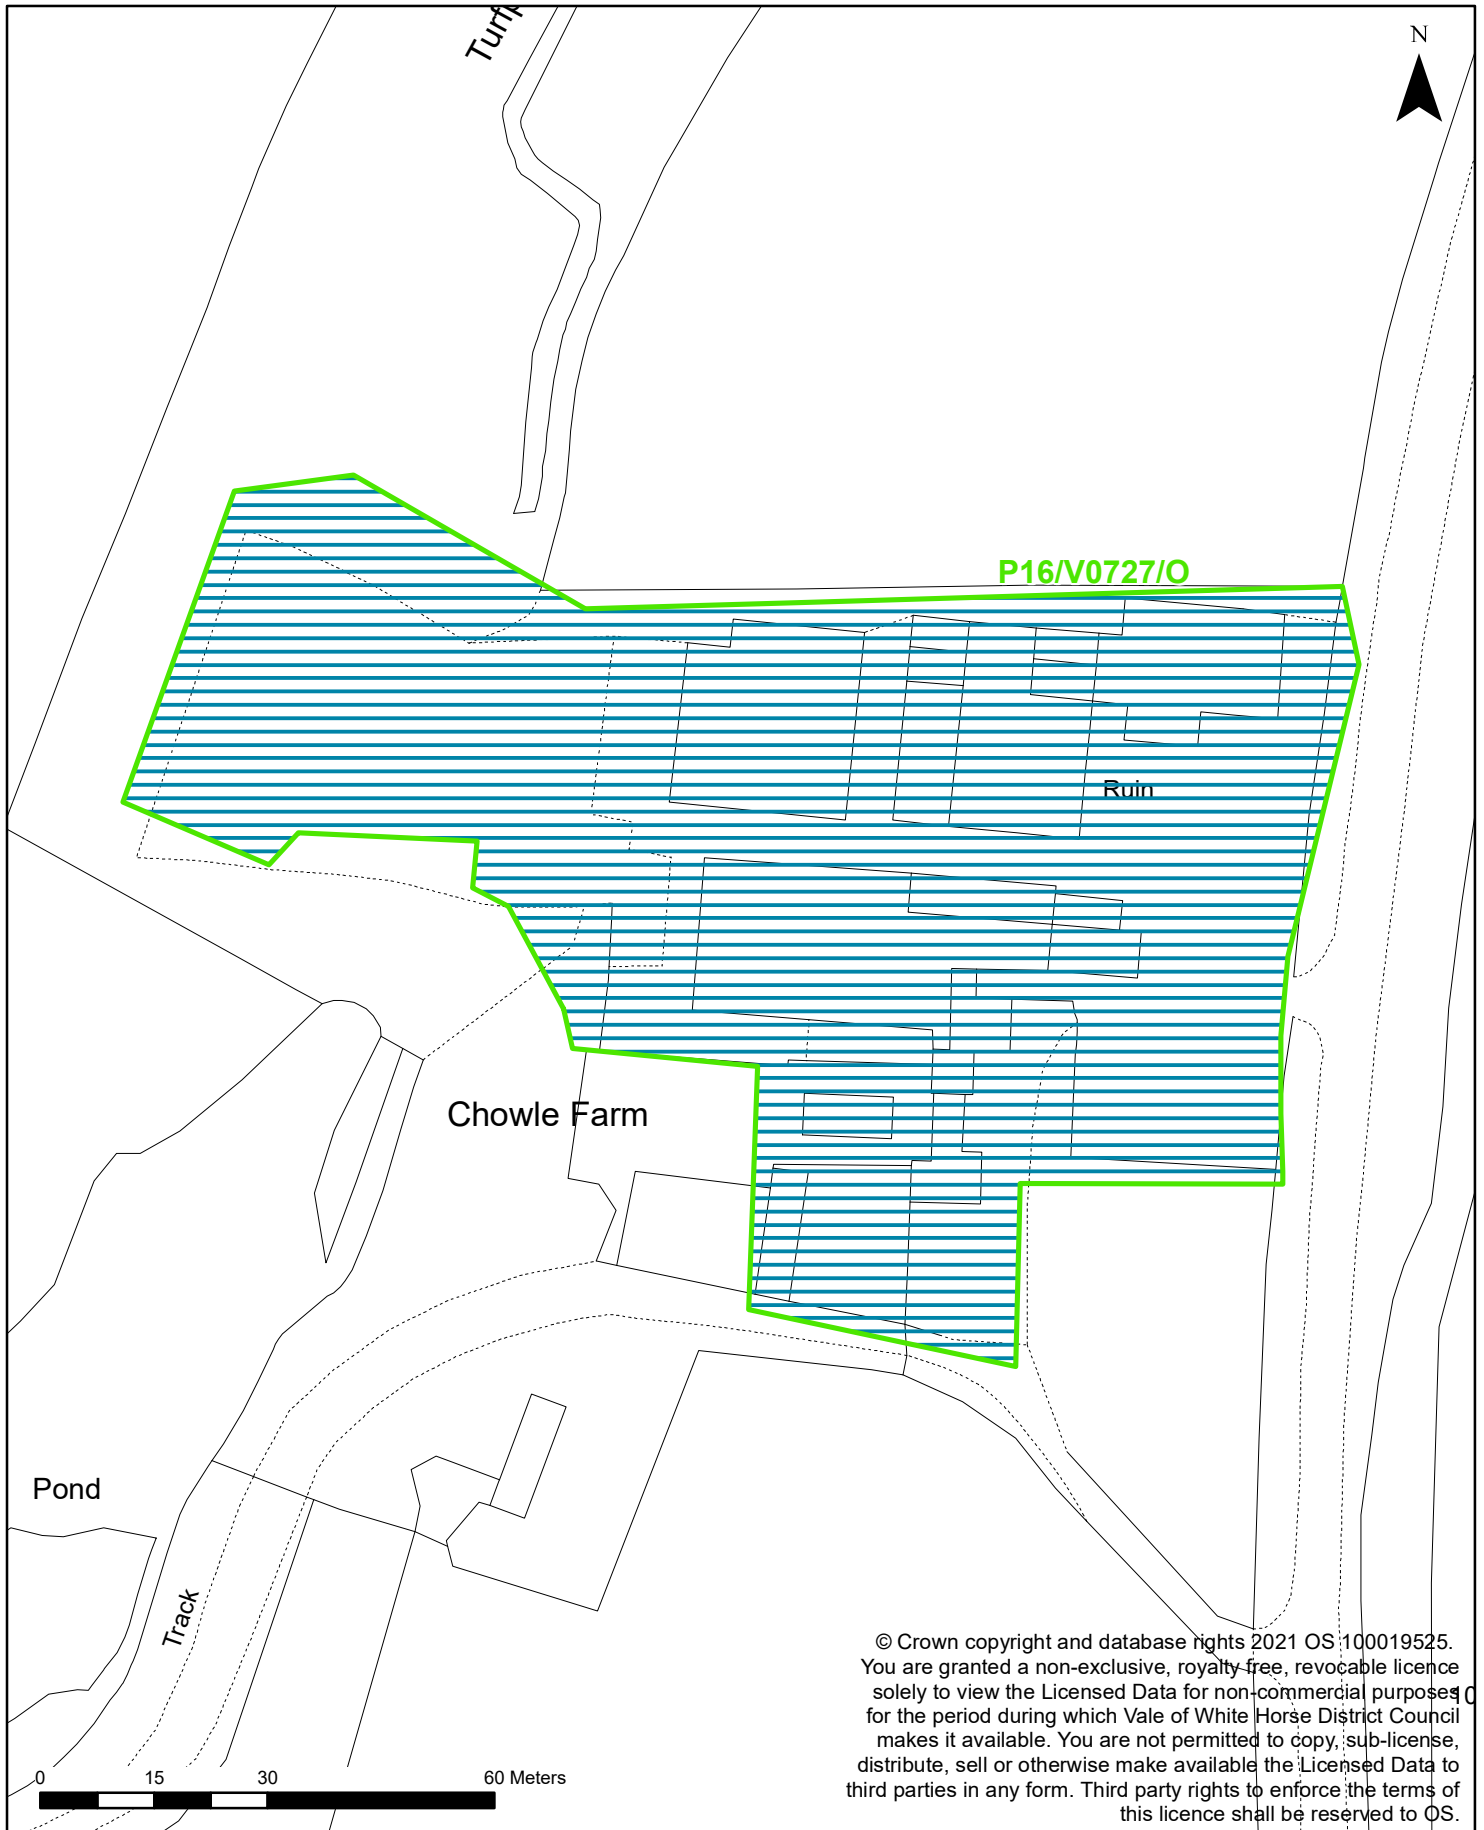 N
P16/V0727/O
Ruin
Chowle Farm
Pond
Track
© Crown copyright and database rights 2021 OS 100019525.
You are granted a non-exclusive, royalty free, revocable licence
solely to view the Licensed Data for non-commercial purposes
10
for the period during which Vale of White Horse District Council
makes it available. You are not permitted to copy, sub-license,
distribute, sell or otherwise make available the Licensed Data to
third parties in any form. Third party rights to enforce the terms of
this licence shall be reserved to OS.
0 15 30 60 Meters